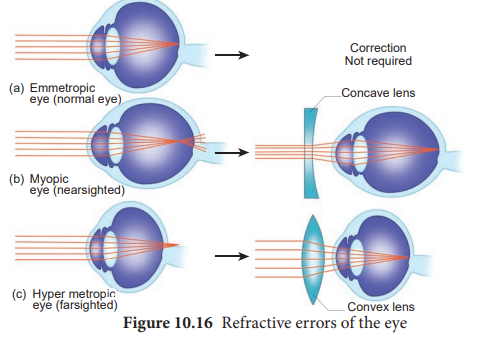 Correction
Not required
(a) Emmetropic
eye (normal eye)
Concave lens
(b) Myopic
eye (nearsighted)
(c) Hyper metropic
eye (farsighted)
Convex lens
Figure 10.16 Refractive errors of the eye